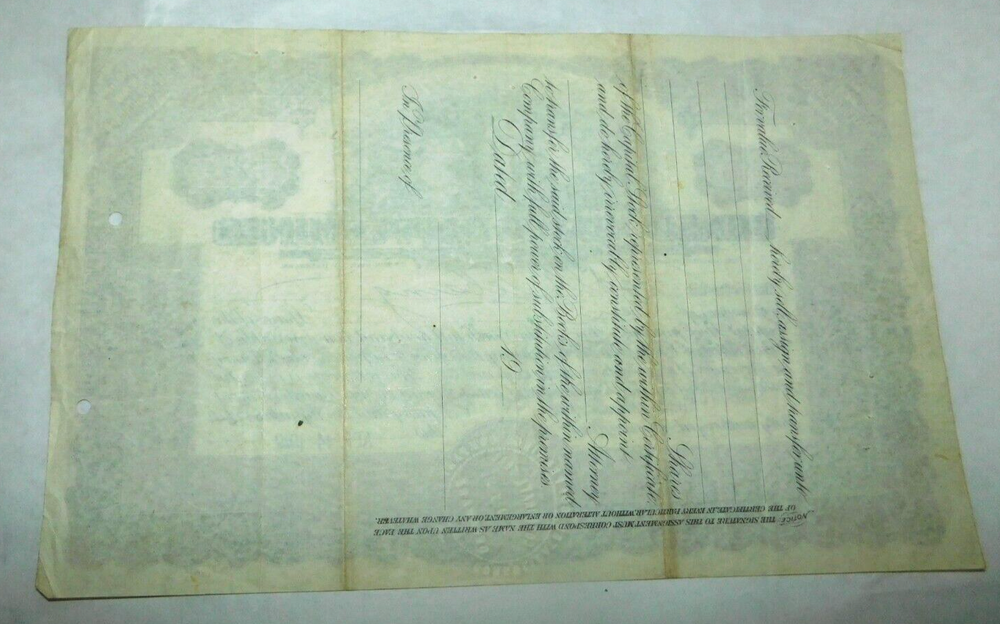 For value Received ___ hereby sell, assign and transfer unto
Shares
of the Capital Stock represented by the within Certificate
and do hereby irrevocably constitute and appoint
Attorney
to transfer the said stock on the Books of the within named
Company with full power of substitution in the premises
Dated 19
In Presence of
NOTICE. THE SIGNATURE TO THIS ASSIGNMENT MUST CORRESPOND WITH THE NAME AS WRITTEN UPON THE FACE
OF THE CERTIFICATE, IN EVERY PARTICULAR, WITHOUT ALTERATION OR ENLARGEMENT, OR ANY CHANGE WHATEVER.